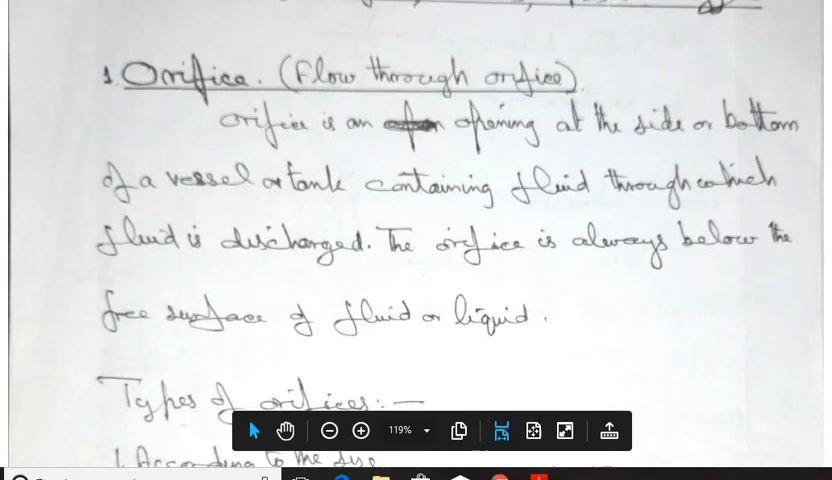 1. Orifice. (Flow through orifice).
orifice is an opening at the side or bottom
of a vessel or tank containing fluid through which
fluid is discharged. The orifice is always below the
free surface of fluid or liquid.
Types of orifices:—
119%
1. According to the size